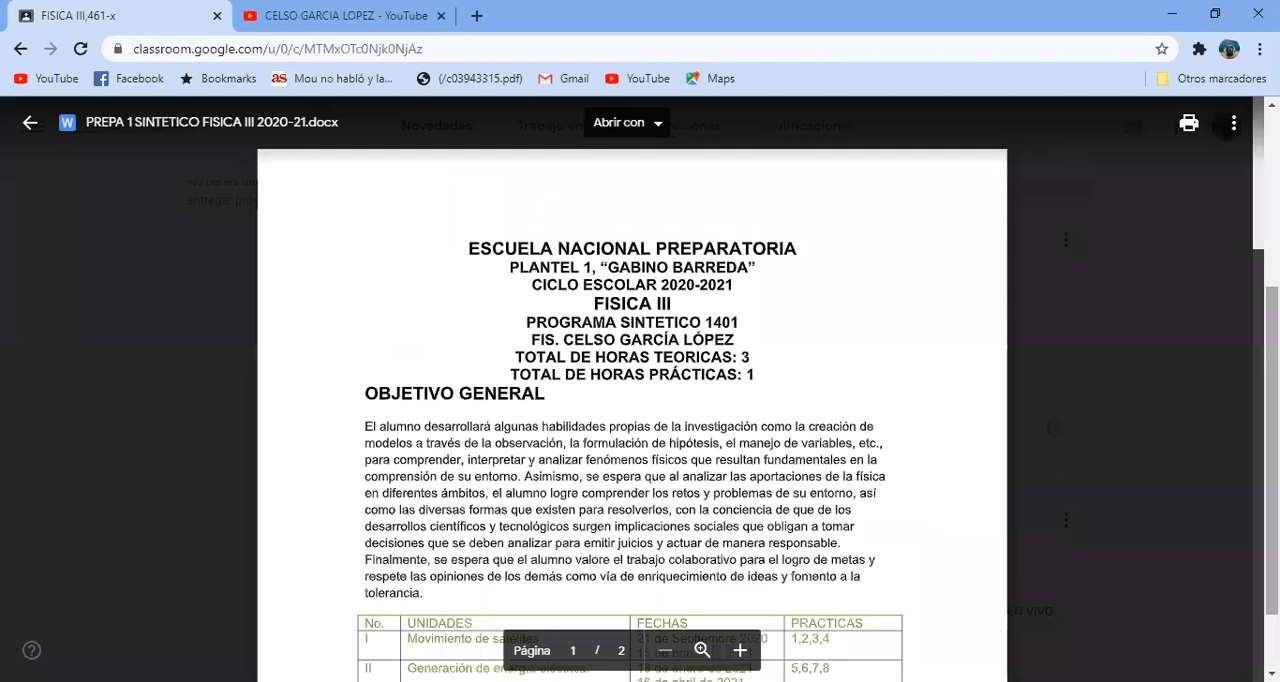 FISICA III,461-x
CELSO GARCIA LOPEZ - YouTube
classroom.google.com/u/0/c/MTMxOTc0Njk0NjAz
YouTube
Facebook
Bookmarks
as Mou no habló y la...
(/c03943315.pdf)
Gmail
YouTube
Maps
Otros marcadores
W PREPA 1 SINTETICO FISICA III 2020-21.docx
Novedades
Trabajo en
Abrir con
ESCUELA NACIONAL PREPARATORIA
PLANTEL 1, “GABINO BARREDA”
CICLO ESCOLAR 2020-2021
FISICA III
PROGRAMA SINTETICO 1401
FIS. CELSO GARCÍA LÓPEZ
TOTAL DE HORAS TEORICAS: 3
TOTAL DE HORAS PRÁCTICAS: 1
OBJETIVO GENERAL
El alumno desarrollará algunas habilidades propias de la investigación como la creación de
modelos a través de la observación, la formulación de hipótesis, el manejo de variables, etc.,
para comprender, interpretar y analizar fenómenos físicos que resultan fundamentales en la
comprensión de su entorno. Asimismo, se espera que al analizar las aportaciones de la física
en diferentes ámbitos, el alumno logre comprender los retos y problemas de su entorno, así
como las diversas formas que existen para resolverlos, con la conciencia de que de los
desarrollos científicos y tecnológicos surgen implicaciones sociales que obligan a tomar
decisiones que se deben analizar para emitir juicios y actuar de manera responsable.
Finalmente, se espera que el alumno valore el trabajo colaborativo para el logro de metas y
respete las opiniones de los demás como vía de enriquecimiento de ideas y fomento a la
tolerancia.
No. UNIDADES FECHAS PRACTICAS
I Movimiento de satélites 21 de Septiembre 2020 1,2,3,4
II Generación de energía eléctrica. 5,6,7,8
16 de abril de 2021
Página 1 / 2
EN VIVO